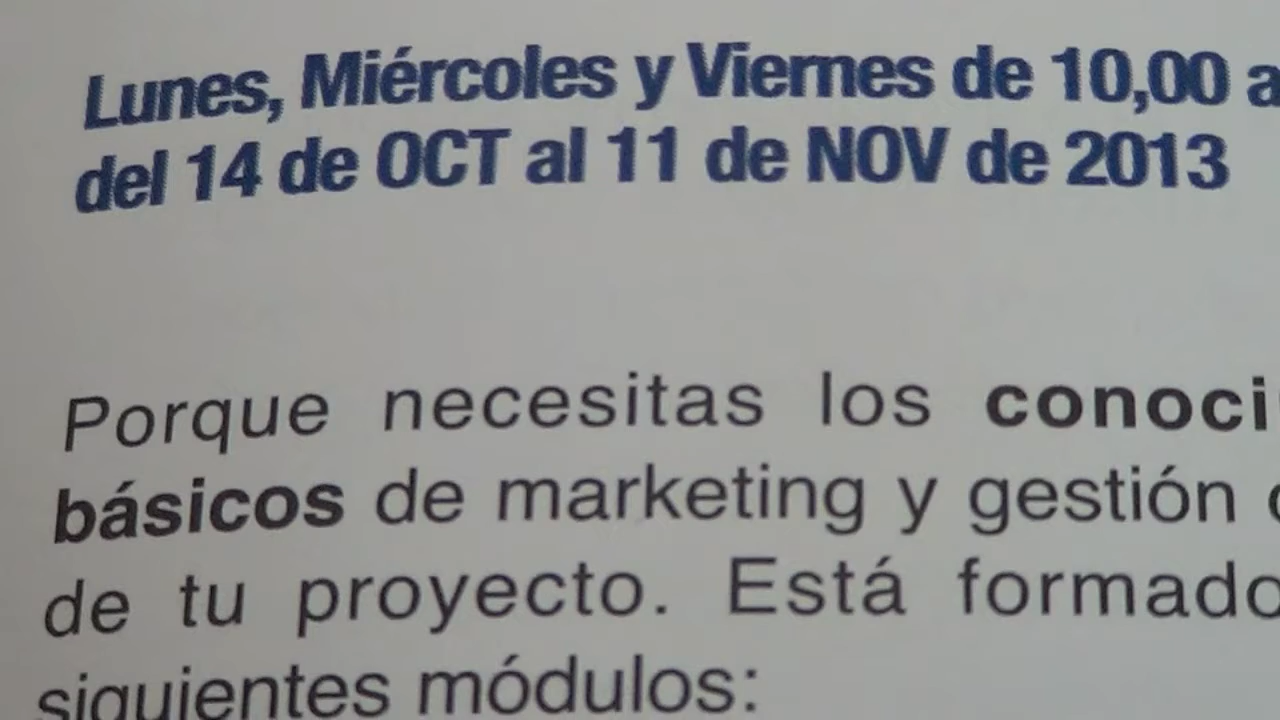 Lunes, Miércoles y Viernes de 10,00 a
del 14 de OCT al 11 de NOV de 2013
Porque necesitas los
básicos de marketing y gestión
de tu proyecto. Está formado
siguientes módulos: